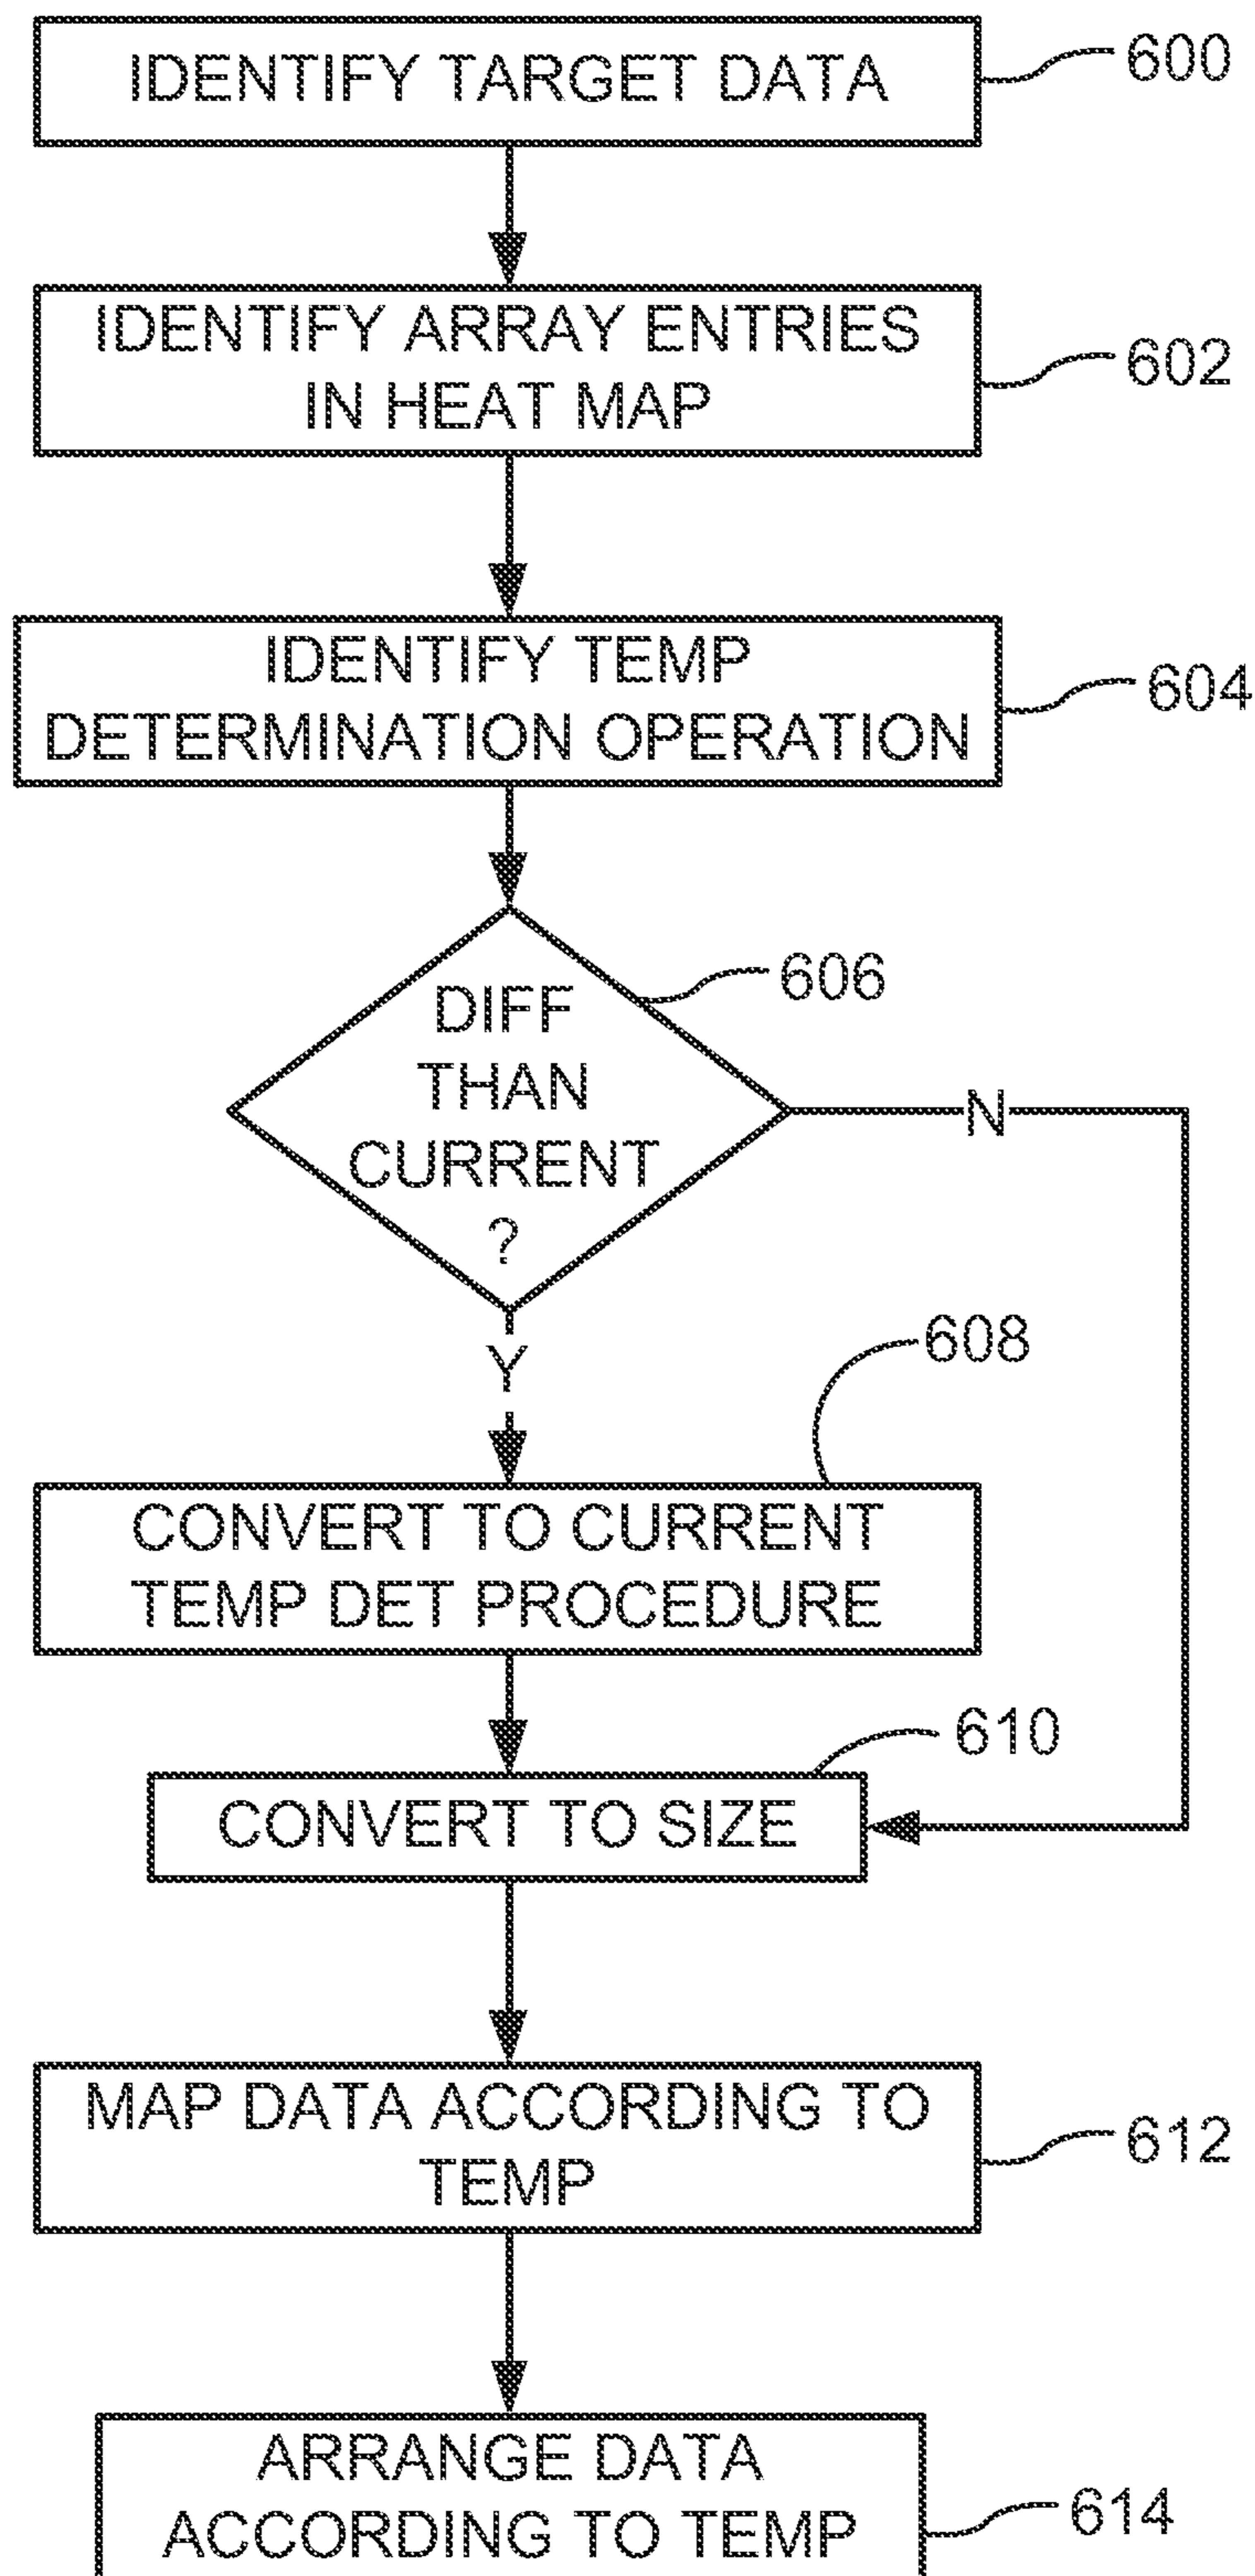 IDENTIFY TARGET DATA
600
IDENTIFY ARRAY ENTRIES
IN HEAT MAP
602
IDENTIFY TEMP
DETERMINATION OPERATION
604
606
DIFF
THAN
CURRENT
?
N
Y
608
CONVERT TO CURRENT
TEMP DET PROCEDURE
610
CONVERT TO SIZE
MAP DATA ACCORDING TO
TEMP
612
ARRANGE DATA
ACCORDING TO TEMP
614